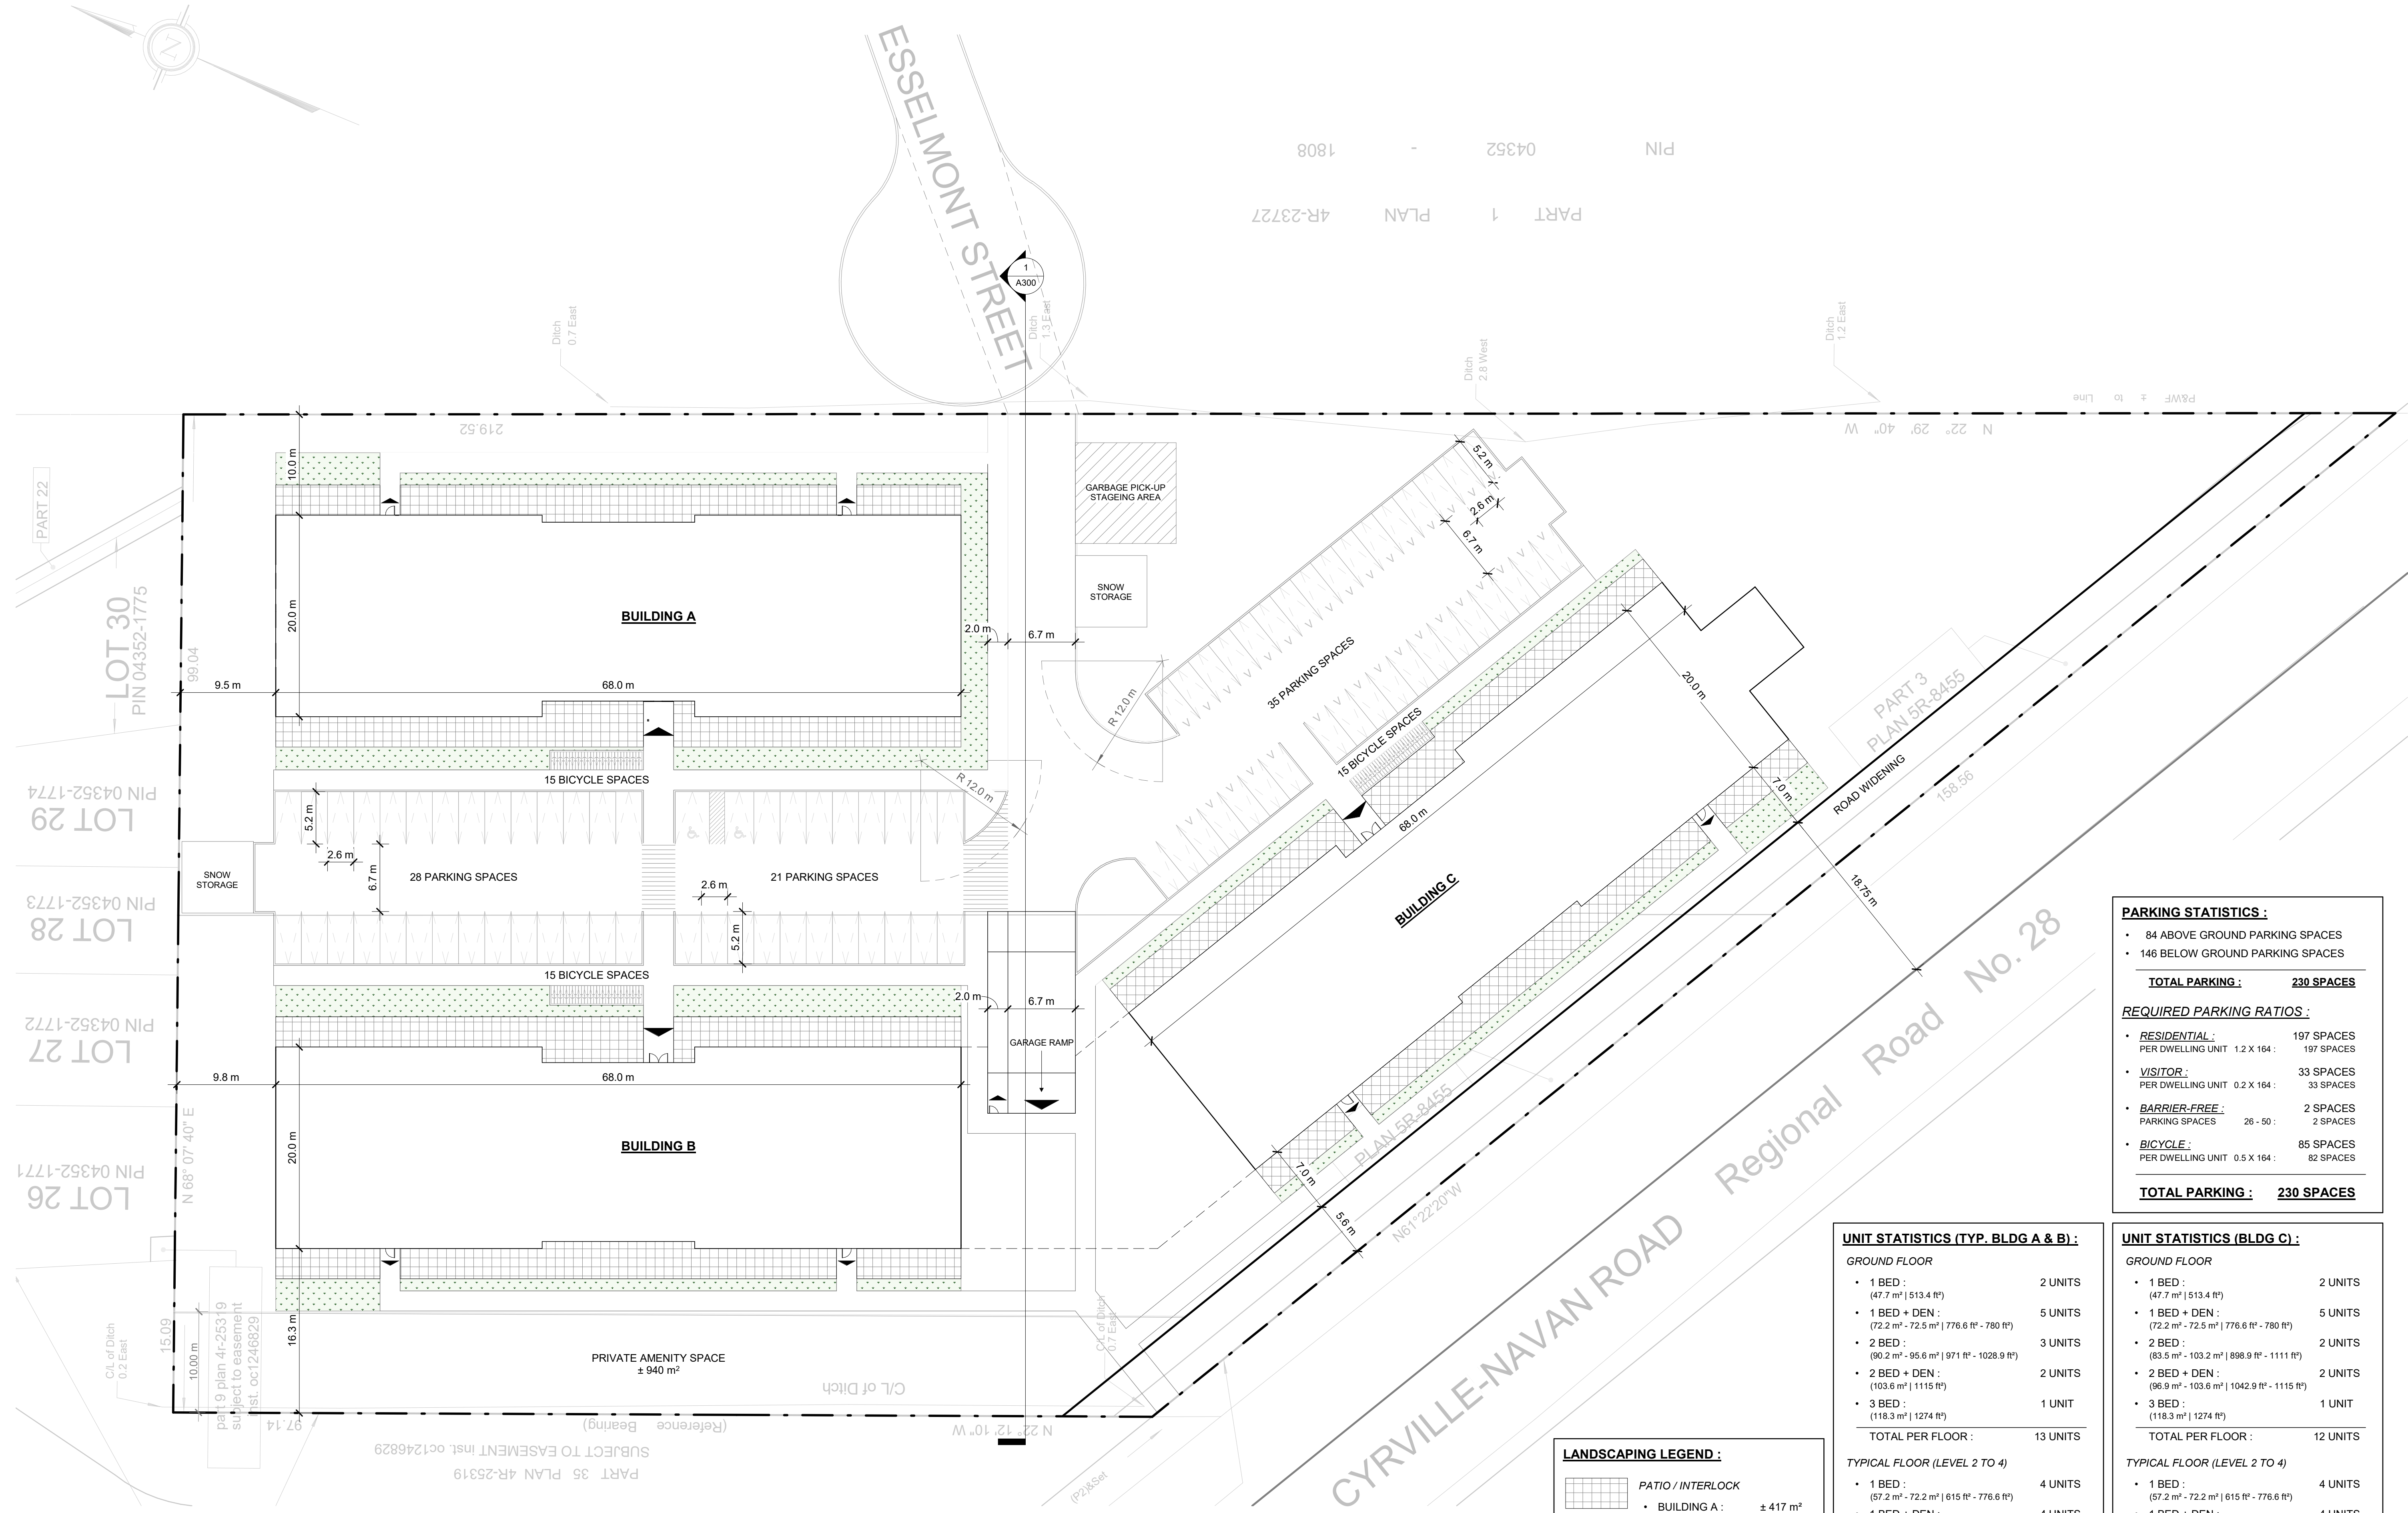 N
ESSELMONT STREET
PIN 04352 - 1808
PART 1 PLAN 4R-23727
1
A300
Ditch
0.7 East
Ditch
1.3 East
Ditch
2.8 West
Ditch
1.2 East
P&WF ± to Line
N 22° 29' 40" W
219.52
10.0 m
PART 22
GARBAGE PICK-UP
STAGEING AREA
5.2 m
2.6 m
6.7 m
SNOW
STORAGE
LOT 30
PIN 04352-1775
99.04
20.0 m
BUILDING A
2.0 m
6.7 m
35 PARKING SPACES
9.5 m
68.0 m
R 12.0 m
20.0 m
PART 3
PLAN 5R-8455
15 BICYCLE SPACES
15 BICYCLE SPACES
R 12.0 m
68.0 m
7.0 m
ROAD WIDENING
158.56
PIN 04352-1774
LOT 29
5.2 m
2.6 m
6.7 m
SNOW
STORAGE
28 PARKING SPACES
21 PARKING SPACES
2.6 m
5.2 m
BUILDING C
18.75 m
PIN 04352-1773
LOT 28
15 BICYCLE SPACES
2.0 m
6.7 m
PIN 04352-1772
LOT 27
GARAGE RAMP
9.8 m
68.0 m
N 68° 07' 40" E
20.0 m
BUILDING B
PLAN 5R-8455
7.0 m
5.6 m
N61°22'20"W
PIN 04352-1771
LOT 26
CYRVILLE-NAVAN ROAD Regional Road No. 28
C/L of Ditch
0.2 East
15.09
10.00 m
part 9 plan 4r-25319
subject to easement
inst. oc1246829
16.3 m
PRIVATE AMENITY SPACE
± 940 m²
C/L of Ditch
C/L of Ditch
0.7 East
97.14
(Reference Bearing)
N 22° 12' 10" W
SUBJECT TO EASEMENT inst. oc1246829
PART 35 PLAN 4R-25319
(P2)&Set
PARKING STATISTICS :
• 84 ABOVE GROUND PARKING SPACES
• 146 BELOW GROUND PARKING SPACES
TOTAL PARKING : 230 SPACES
REQUIRED PARKING RATIOS :
• RESIDENTIAL : 197 SPACES
PER DWELLING UNIT 1.2 X 164 : 197 SPACES
• VISITOR : 33 SPACES
PER DWELLING UNIT 0.2 X 164 : 33 SPACES
• BARRIER-FREE : 2 SPACES
PARKING SPACES 26 - 50 : 2 SPACES
• BICYCLE : 85 SPACES
PER DWELLING UNIT 0.5 X 164 : 82 SPACES
TOTAL PARKING : 230 SPACES
UNIT STATISTICS (TYP. BLDG A & B) :
GROUND FLOOR
• 1 BED : 2 UNITS
(47.7 m² | 513.4 ft²)
• 1 BED + DEN : 5 UNITS
(72.2 m² - 72.5 m² | 776.6 ft² - 780 ft²)
• 2 BED : 3 UNITS
(90.2 m² - 95.6 m² | 971 ft² - 1028.9 ft²)
• 2 BED + DEN : 2 UNITS
(103.6 m² | 1115 ft²)
• 3 BED : 1 UNIT
(118.3 m² | 1274 ft²)
TOTAL PER FLOOR : 13 UNITS
TYPICAL FLOOR (LEVEL 2 TO 4)
• 1 BED : 4 UNITS
(57.2 m² - 72.2 m² | 615 ft² - 776.6 ft²)
• 1 BED + DEN : 4 UNITS
UNIT STATISTICS (BLDG C) :
GROUND FLOOR
• 1 BED : 2 UNITS
(47.7 m² | 513.4 ft²)
• 1 BED + DEN : 5 UNITS
(72.2 m² - 72.5 m² | 776.6 ft² - 780 ft²)
• 2 BED : 2 UNITS
(83.5 m² - 103.2 m² | 898.9 ft² - 1111 ft²)
• 2 BED + DEN : 2 UNITS
(96.9 m² - 103.6 m² | 1042.9 ft² - 1115 ft²)
• 3 BED : 1 UNIT
(118.3 m² | 1274 ft²)
TOTAL PER FLOOR : 12 UNITS
TYPICAL FLOOR (LEVEL 2 TO 4)
• 1 BED : 4 UNITS
(57.2 m² - 72.2 m² | 615 ft² - 776.6 ft²)
• 1 BED + DEN : 4 UNITS
LANDSCAPING LEGEND :
PATIO / INTERLOCK
• BUILDING A : ± 417 m²